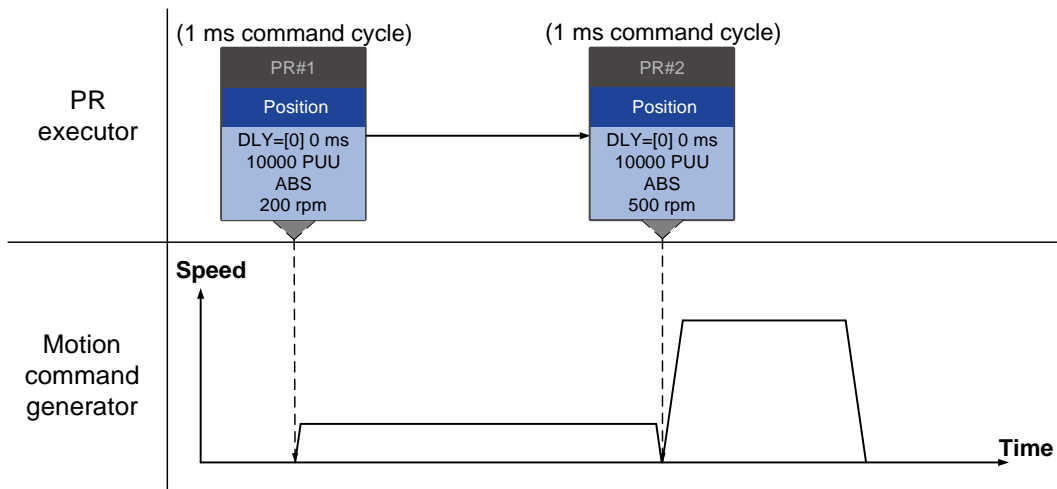 (1 ms command cycle)
(1 ms command cycle)
PR#1
PR#2
PR
executor
Position
Position
DLY=[0] 0 ms
10000 PUU
ABS
200 rpm
DLY=[0] 0 ms
10000 PUU
ABS
500 rpm
Speed
Motion
command
generator
Time